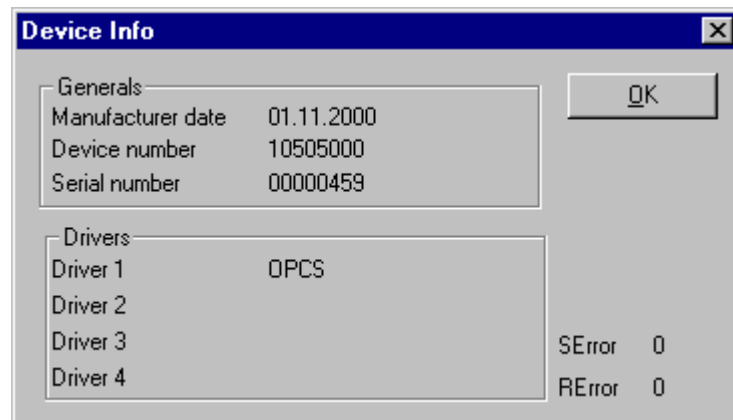 Device Info
Generals
OK
Manufacturer date 01.11.2000
Device number 10505000
Serial number 00000459
Drivers
Driver 1 OPCS
Driver 2
Driver 3
SError 0
Driver 4
RError 0